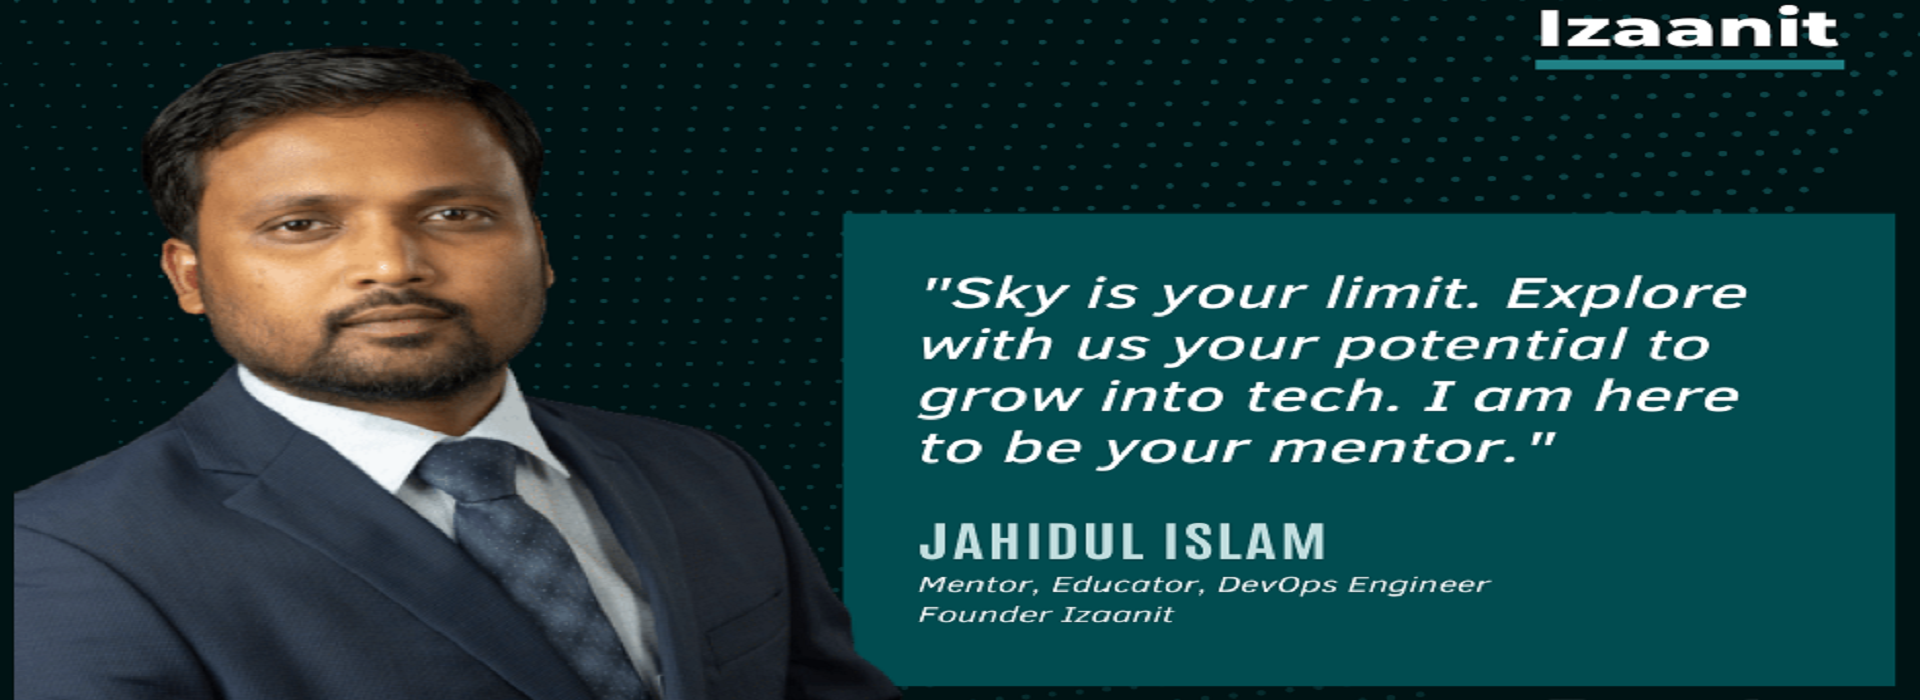 Izaanit
"Sky is your limit. Explore
with us your potential to
grow into tech. I am here
to be your mentor."
JAHIDUL ISLAM
Mentor, Educator, DevOps Engineer
Founder Izaanit